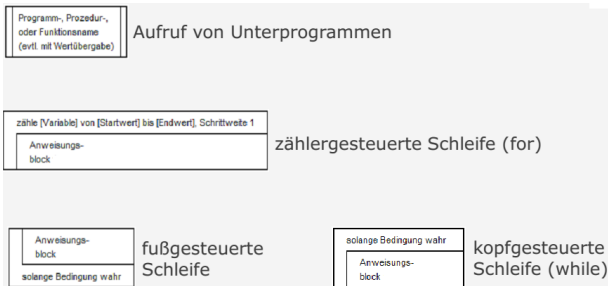 Programm-, Prozedur-,
oder Funktionsname
(evtl. mit Wertübergabe)
Aufruf von Unterprogrammen
zähle [Variable] von [Startwert] bis [Endwert], Schrittweite 1
Anweisungs-
block
zählergesteuerte Schleife (for)
Anweisungs-
block
solange Bedingung wahr
fußgesteuerte
Schleife
solange Bedingung wahr
Anweisungs-
block
kopfgesteuerte
Schleife (while)